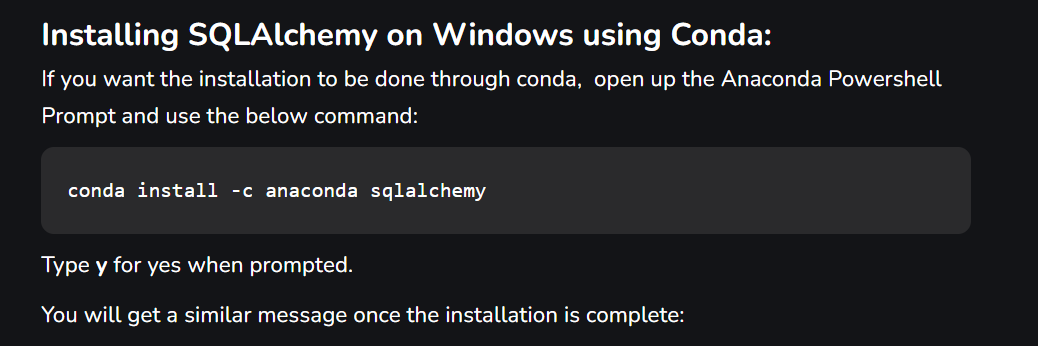 Installing SQLAlchemy on Windows using Conda:
If you want the installation to be done through conda,  open up the Anaconda Powershell
Prompt and use the below command:
conda install -c anaconda sqlalchemy
Type y for yes when prompted.
You will get a similar message once the installation is complete: